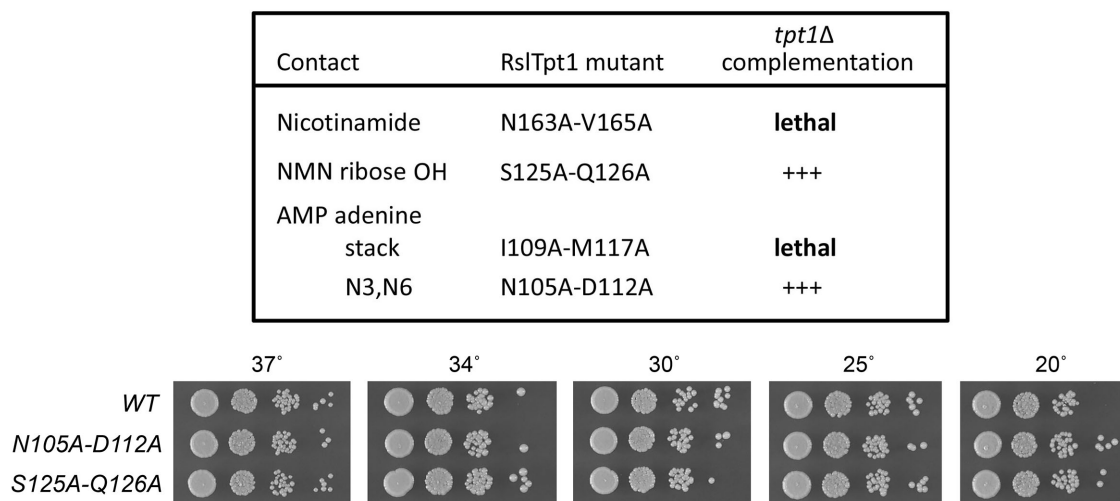 Contact RslTpt1 mutant tpt1Δ complementation
Nicotinamide N163A-V165A lethal
NMN ribose OH S125A-Q126A +++
AMP adenine
stack I109A-M117A lethal
N3,N6 N105A-D112A +++
37° 34° 30° 25° 20°
WT
N105A-D112A
S125A-Q126A